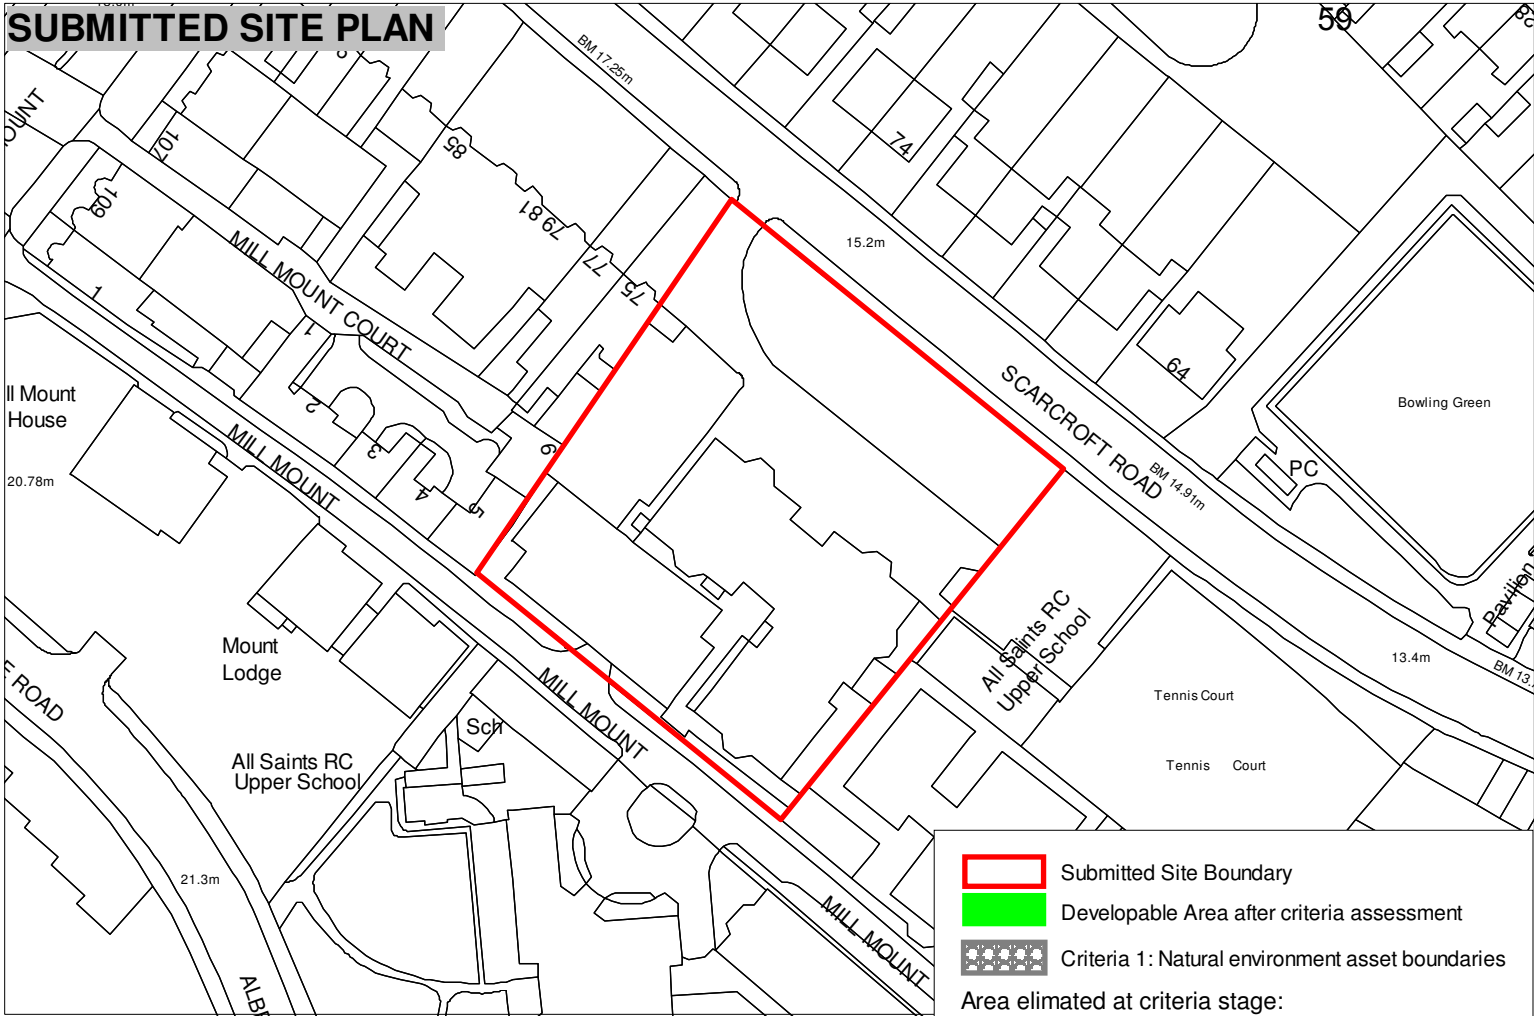 SUBMITTED SITE PLAN
59
BM 17.25m
OUNT
107
85
74
109
79 81
77
75
15.2m
MILL MOUNT COURT
1
1
2
3
4
5
6
64
SCARCROFT ROAD
BM 14.91m
Bowling Green
PC
Pavilion
ll Mount
House
20.78m
MILL MOUNT
Mount
Lodge
E ROAD
Sch
MILL MOUNT
All Saints RC
Upper School
All Saints RC
Upper School
13.4m
BM 13.
Tennis Court
Tennis Court
21.3m
ALBE
MILL MOUNT
Submitted Site Boundary
Developable Area after criteria assessment
Criteria 1: Natural environment asset boundaries
Area elimated at criteria stage: